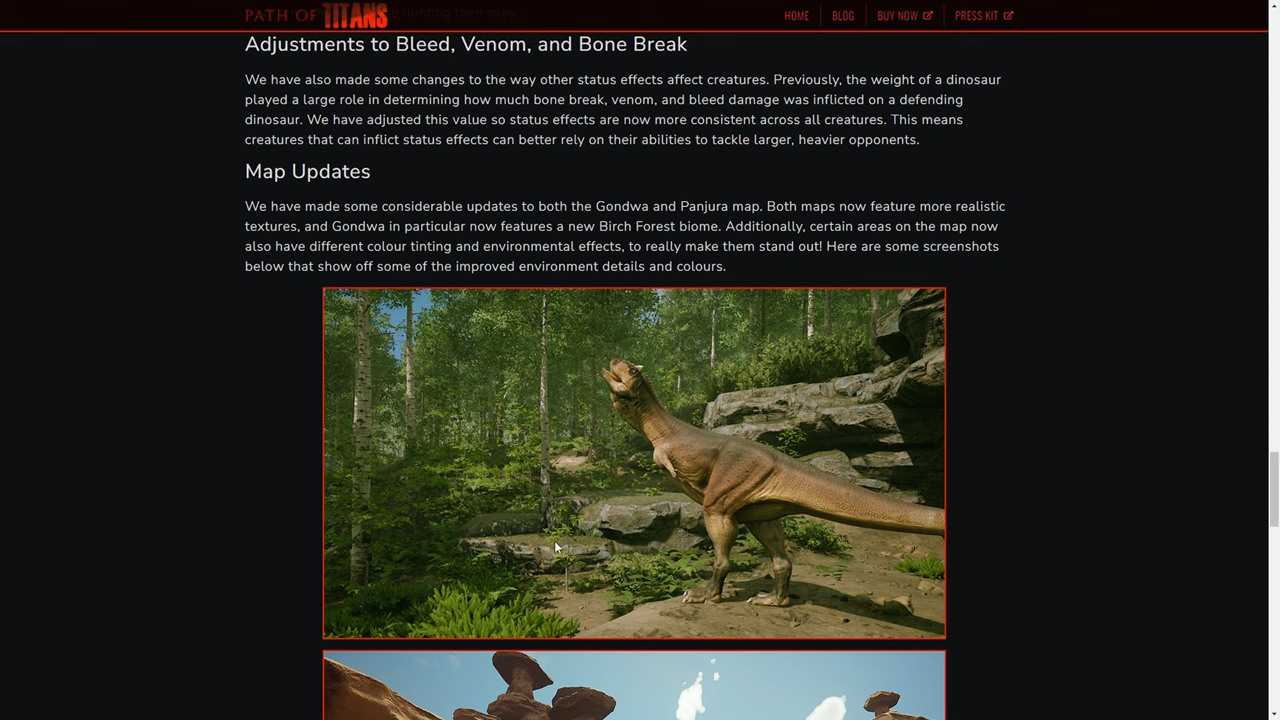 PATH OF TITANS
HOME
BLOG
BUY NOW
PRESS KIT
hunting their prey.
Adjustments to Bleed, Venom, and Bone Break
We have also made some changes to the way other status effects affect creatures. Previously, the weight of a dinosaur
played a large role in determining how much bone break, venom, and bleed damage was inflicted on a defending
dinosaur. We have adjusted this value so status effects are now more consistent across all creatures. This means
creatures that can inflict status effects can better rely on their abilities to tackle larger, heavier opponents.
Map Updates
We have made some considerable updates to both the Gondwa and Panjura map. Both maps now feature more realistic
textures, and Gondwa in particular now features a new Birch Forest biome. Additionally, certain areas on the map now
also have different colour tinting and environmental effects, to really make them stand out! Here are some screenshots
below that show off some of the improved environment details and colours.